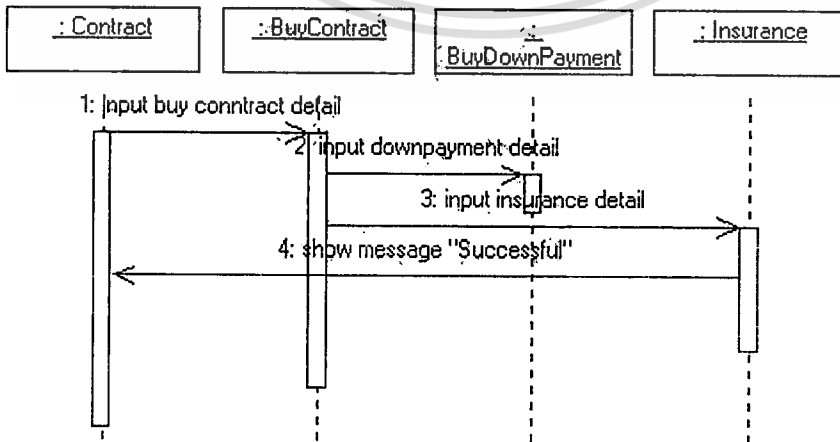 : Contract
: BuyContract
:
BuyDownPayment
: Insurance
1: input buy conntract detail
2: input downpayment detail
3: input insurance detail
4: show message "Successful"